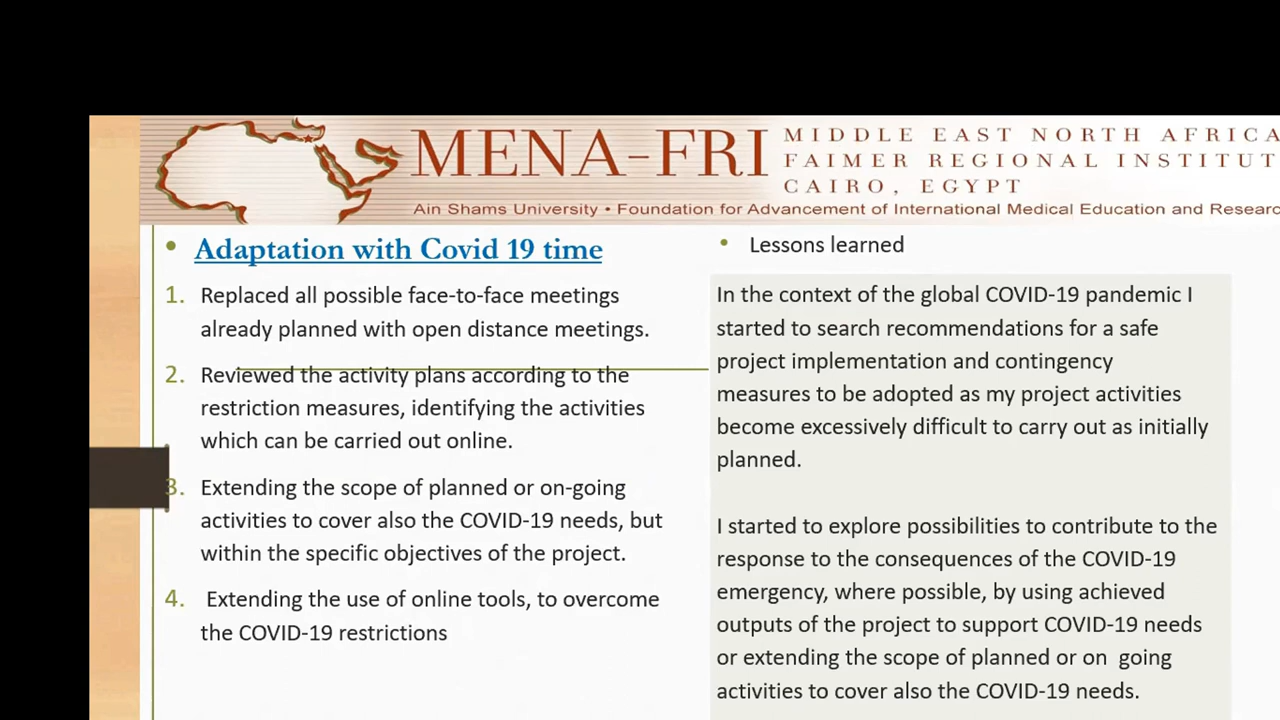 MENA-FRI
MIDDLE EAST NORTH AFRICA
FAIMER REGIONAL INSTITUT
CAIRO, EGYPT
Ain Shams University • Foundation for Advancement of International Medical Education and Researc
• Adaptation with Covid 19 time
1. Replaced all possible face-to-face meetings
already planned with open distance meetings.
2. Reviewed the activity plans according to the
restriction measures, identifying the activities
which can be carried out online.
3. Extending the scope of planned or on-going
activities to cover also the COVID-19 needs, but
within the specific objectives of the project.
4. Extending the use of online tools, to overcome
the COVID-19 restrictions
• Lessons learned
In the context of the global COVID-19 pandemic I
started to search recommendations for a safe
project implementation and contingency
measures to be adopted as my project activities
become excessively difficult to carry out as initially
planned.
I started to explore possibilities to contribute to the
response to the consequences of the COVID-19
emergency, where possible, by using achieved
outputs of the project to support COVID-19 needs
or extending the scope of planned or on going
activities to cover also the COVID-19 needs.